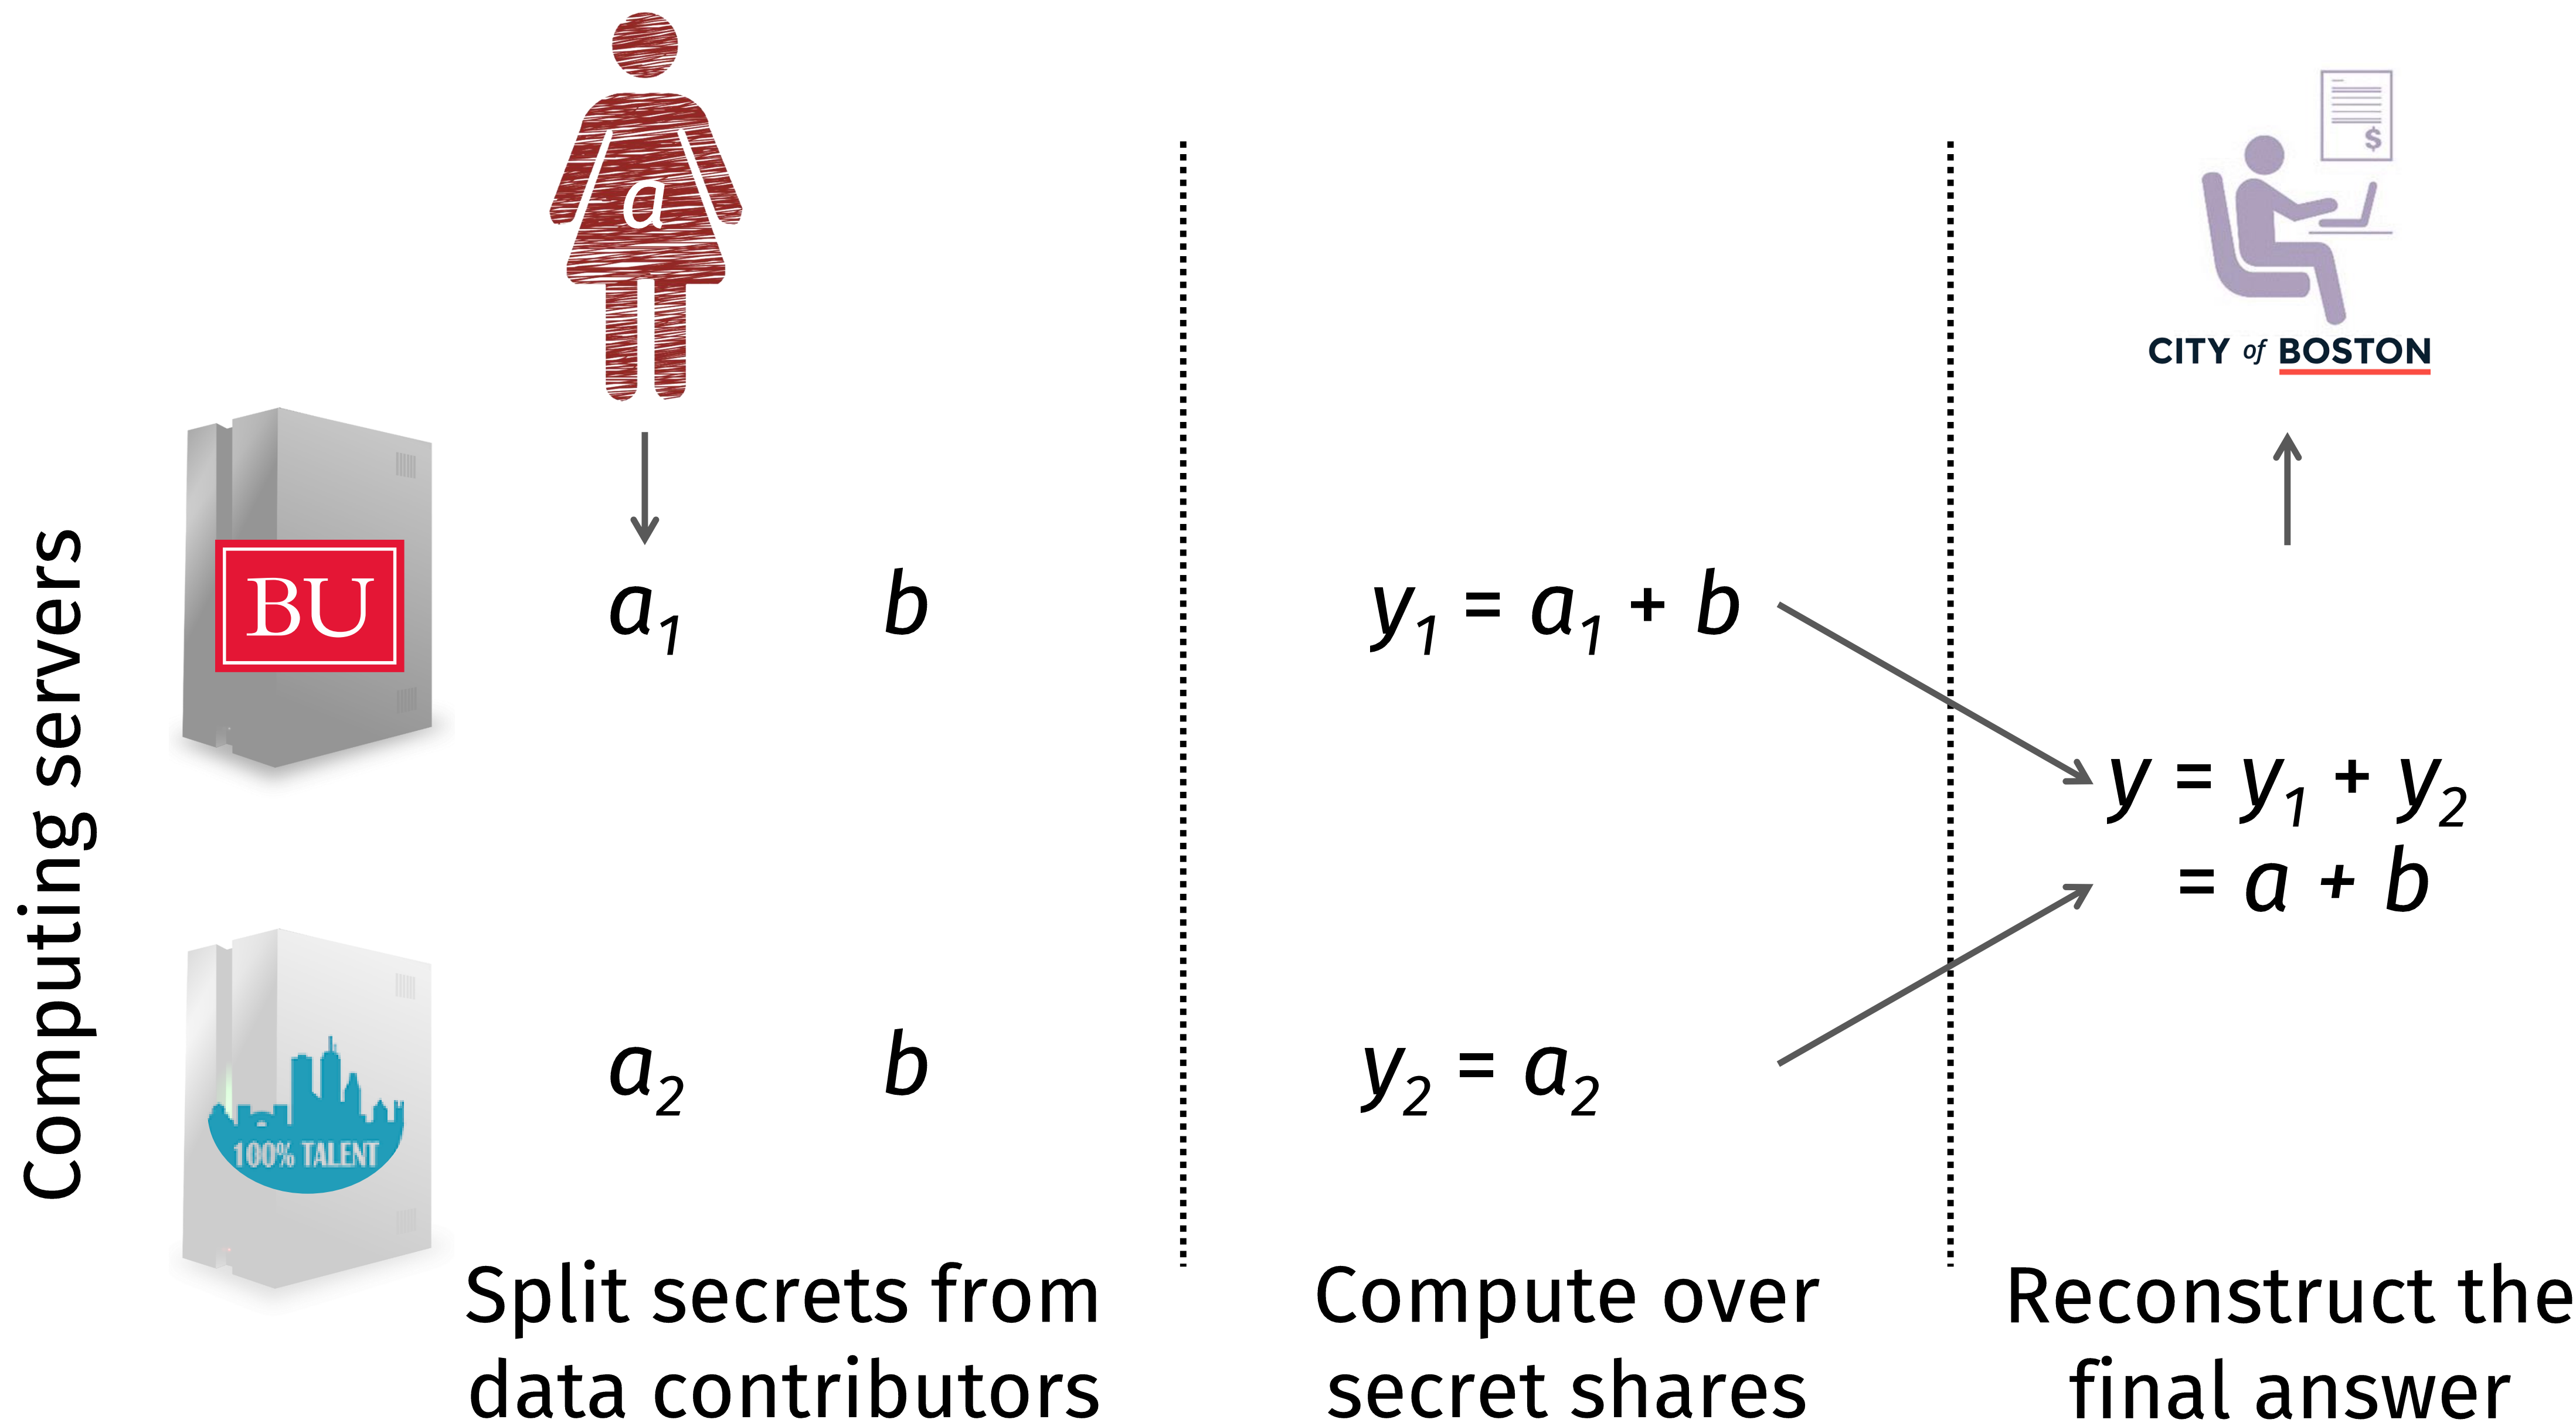 a
$
CITY of BOSTON
Computing servers
BU
a1 b
y1 = a1 + b
y = y1 + y2
= a + b
100% TALENT
a2 b
y2 = a2
Split secrets from
data contributors
Compute over
secret shares
Reconstruct the
final answer